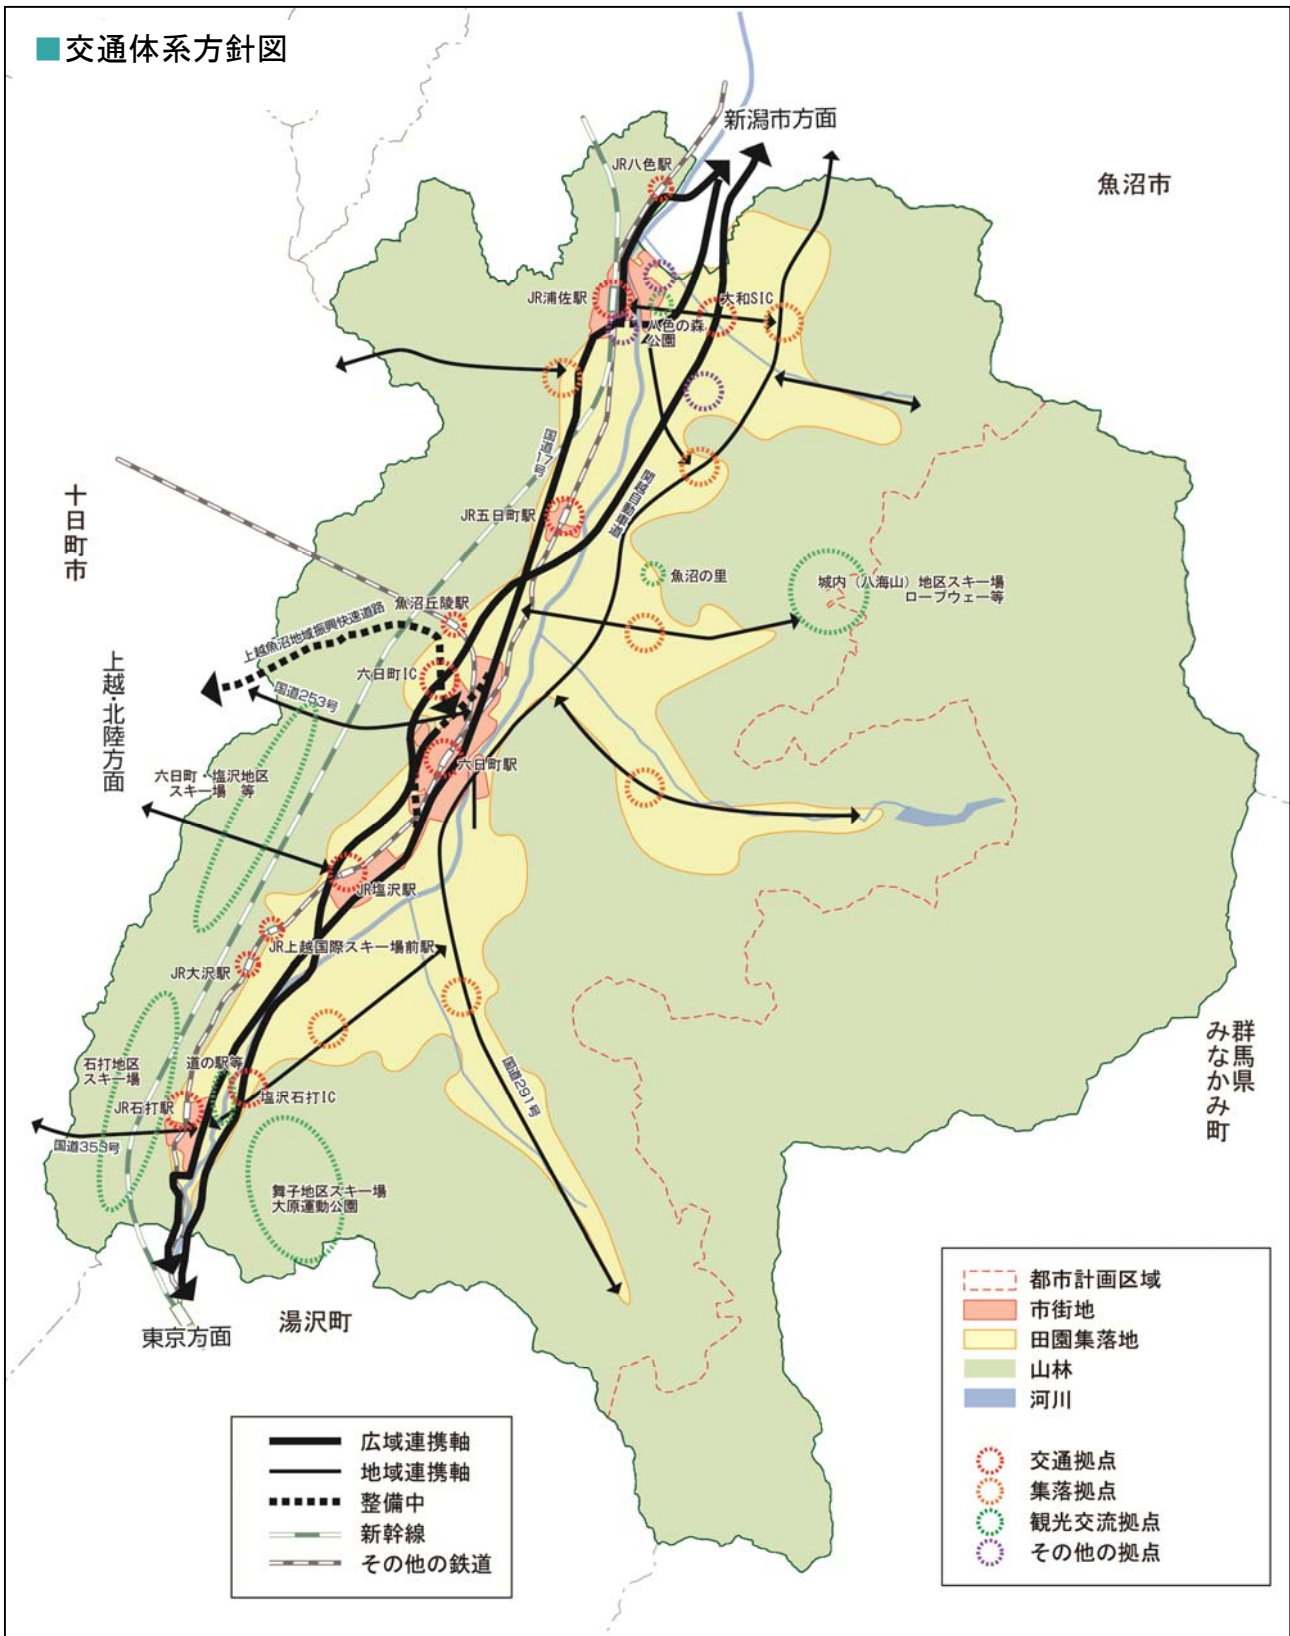 ■交通体系方針図
新潟市方面
JR八色駅
魚沼市
JR浦佐駅
大和SIC
八色の森
公園
国道17号
関越自動車道
十日町市
JR五日町駅
魚沼の里
城内（八海山）地区スキー場
ロープウェー等
魚沼丘陵駅
上越魚沼地域振興快速道路
六日町IC
上越・北陸方面
国道253号
六日町駅
六日町・塩沢地区
スキー場　等
JR塩沢駅
JR上越国際スキー場前駅
JR大沢駅
群馬県
みなかみ町
石打地区
スキー場
道の駅等
塩沢石打IC
国道291号
JR石打駅
国道353号
舞子地区スキー場
大原運動公園
湯沢町
東京方面
都市計画区域
市街地
田園集落地
山林
河川
交通拠点
集落拠点
観光交流拠点
その他の拠点
広域連携軸
地域連携軸
整備中
新幹線
その他の鉄道